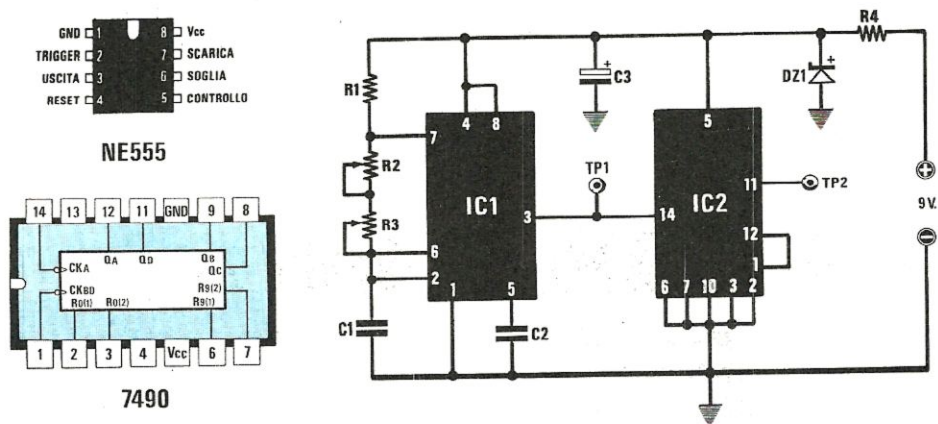 GND 1 8 Vcc
TRIGGER 2 7 SCARICA
USCITA 3 6 SOGLIA
RESET 4 5 CONTROLLO
NE555
14 13 12 11 GND 9 8
CKA QA QD QB QC
CKBD R0(1) R0(2) R9(1) R9(2)
1 2 3 4 Vcc 6 7
7490
R1
R2
R3
C1
7
6
2
4 8
IC1
3
1 5
C2
C3
+
TP1
14
5
IC2
11
12
1
6 7 10 3 2
TP2
DZ1
+
R4
+
9V.
−